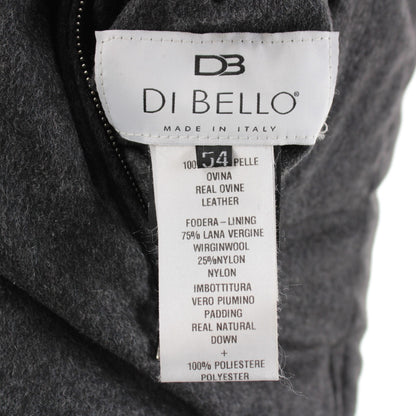 DB
DI BELLO®
MADE IN ITALY
54
100% PELLE
OVINA
REAL OVINE
LEATHER
FODERA-LINING
75% LANA VERGINE
WIRGINWOOL
25%NYLON
NYLON
IMBOTTITURA
VERO PIUMINO
PADDING
REAL NATURAL
DOWN
+
100% POLIESTERE
POLYESTER